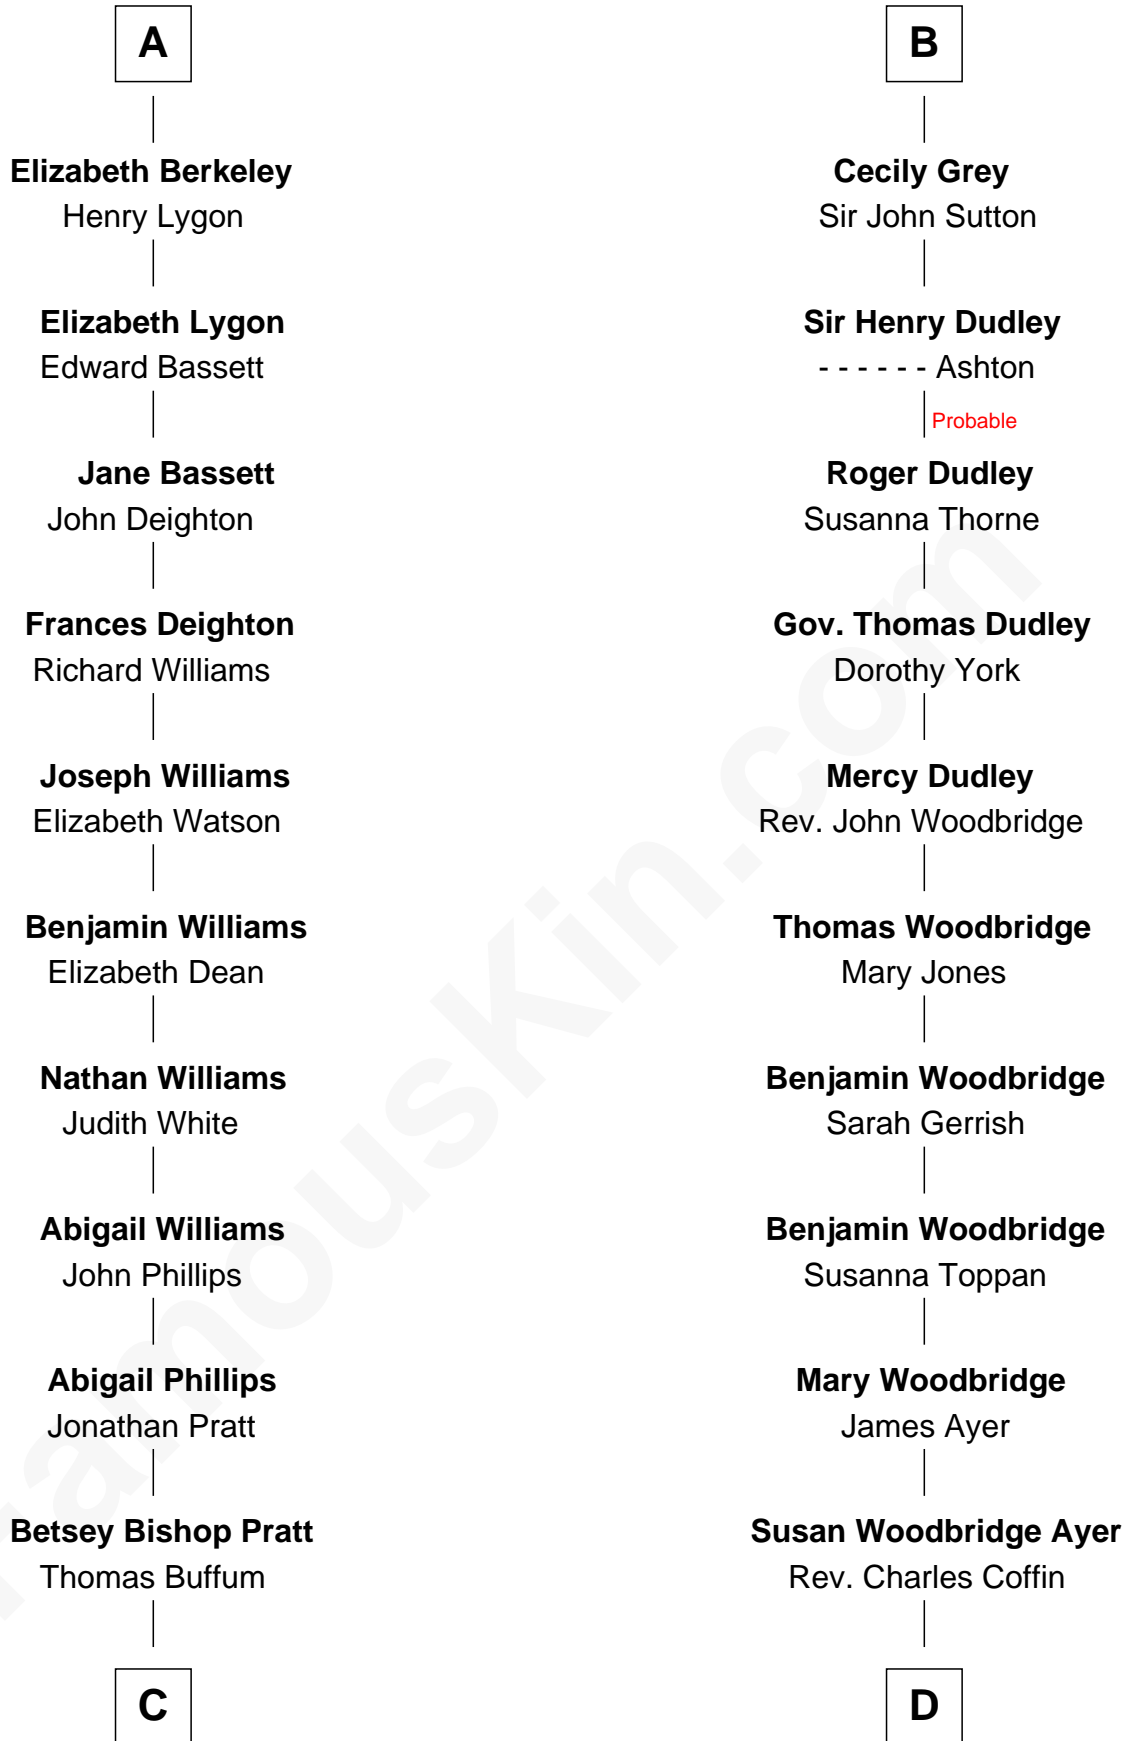 A
Elizabeth Berkeley
Henry Lygon
Elizabeth Lygon
Edward Bassett
Jane Bassett
John Deighton
Frances Deighton
Richard Williams
Joseph Williams
Elizabeth Watson
Benjamin Williams
Elizabeth Dean
Nathan Williams
Judith White
Abigail Williams
John Phillips
Abigail Phillips
Jonathan Pratt
Betsey Bishop Pratt
Thomas Buffum
C
B
Cecily Grey
Sir John Sutton
Sir Henry Dudley
- - - - - - Ashton
Probable
Roger Dudley
Susanna Thorne
Gov. Thomas Dudley
Dorothy York
Mercy Dudley
Rev. John Woodbridge
Thomas Woodbridge
Mary Jones
Benjamin Woodbridge
Sarah Gerrish
Benjamin Woodbridge
Susanna Toppan
Mary Woodbridge
James Ayer
Susan Woodbridge Ayer
Rev. Charles Coffin
D
FamousKin.com